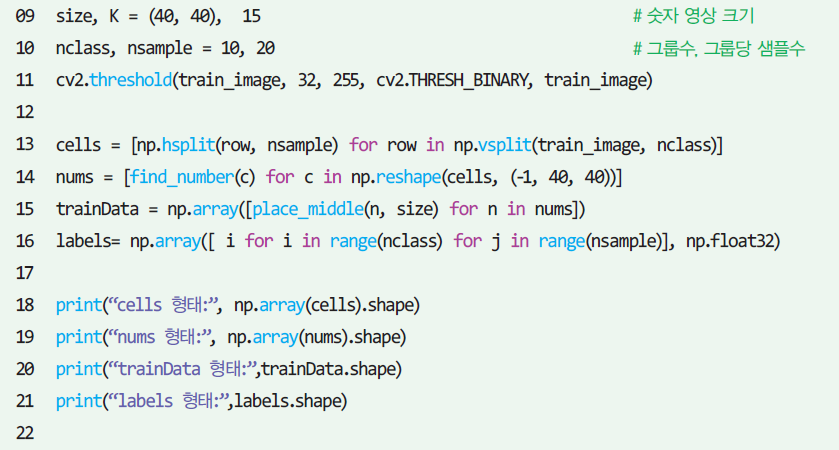 09 size, K = (40, 40), 15 # 숫자 영상 크기
10 nclass, nsample = 10, 20 # 그룹수, 그룹당 샘플수
11 cv2.threshold(train_image, 32, 255, cv2.THRESH_BINARY, train_image)
12
13 cells = [np.hsplit(row, nsample) for row in np.vsplit(train_image, nclass)]
14 nums = [find_number(c) for c in np.reshape(cells, (-1, 40, 40))]
15 trainData = np.array([place_middle(n, size) for n in nums])
16 labels= np.array([ i for i in range(nclass) for j in range(nsample)], np.float32)
17
18 print(“cells 형태:”, np.array(cells).shape)
19 print(“nums 형태:”, np.array(nums).shape)
20 print(“trainData 형태:”,trainData.shape)
21 print(“labels 형태:”,labels.shape)
22